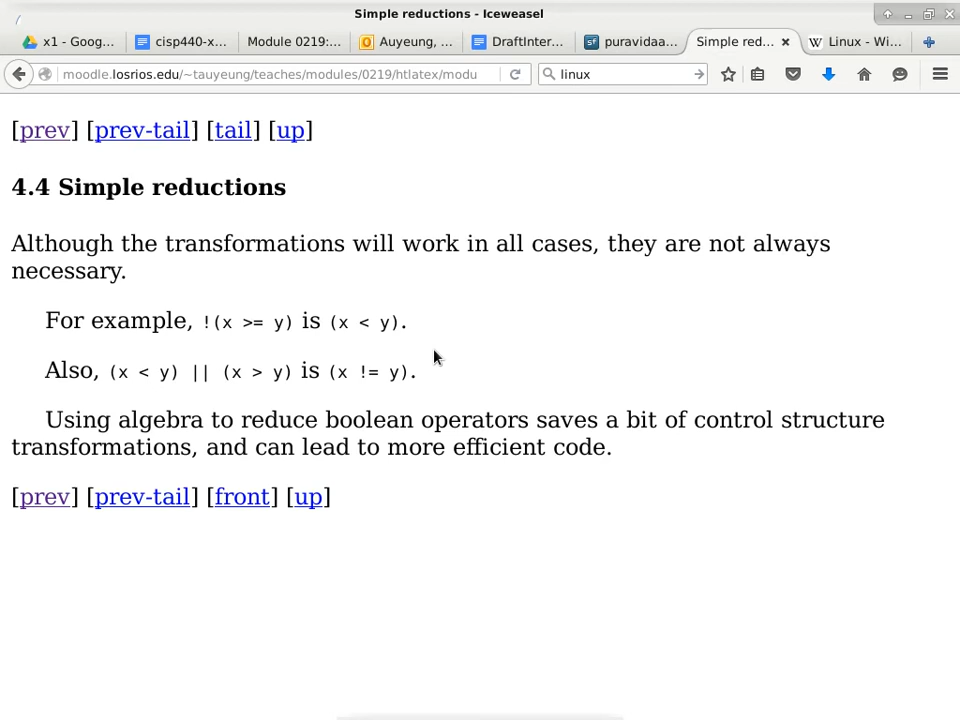 Simple reductions - Iceweasel
x1 - Goog...
cisp440-x...
Module 0219:...
Auyeung, ...
DraftInter...
puravidaa...
Simple red...
Linux - Wi...
moodle.losrios.edu/~tauyeung/teaches/modules/0219/htlatex/modu
linux
[prev] [prev-tail] [tail] [up]
4.4 Simple reductions
Although the transformations will work in all cases, they are not always
necessary.
For example, !(x >= y) is (x < y).
Also, (x < y) || (x > y) is (x != y).
Using algebra to reduce boolean operators saves a bit of control structure
transformations, and can lead to more efficient code.
[prev] [prev-tail] [front] [up]